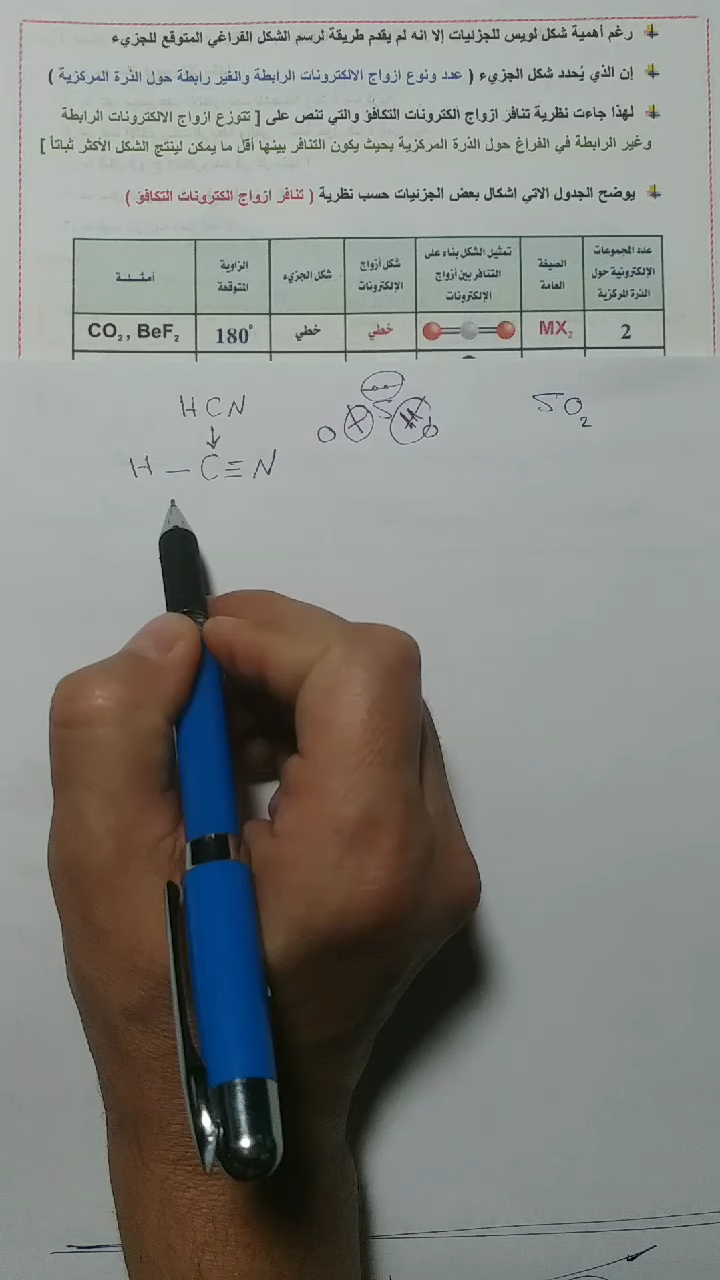 رغم أهمية شكل لويس للجزئيات إلا انه لم يقدم طريقة لرسم الشكل الفراغي المتوقع للجزيء
إن الذي يُحدد شكل الجزيء ( عدد ونوع ازواج الالكترونات الرابطة والغير رابطة حول الذرة المركزية )
لهذا جاءت نظرية تنافر ازواج ألكترونات التكافؤ والتي تنص على [ تتوزع ازواج الالكترونات الرابطة
وغير الرابطة في الفراغ حول الذرة المركزية بحيث يكون التنافر بينها أقل ما يمكن لينتج الشكل الأكثر ثباتاً ]
يوضح الجدول الاتي اشكال بعض الجزئيات حسب نظرية ( تنافر ازواج الكترونات التكافؤ )
عدد المجموعات الإلكترونية حول الذرة المركزية
الصيغة العامة
تمثيل الشكل بناء على التنافر بين أزواج الإلكترونات
شكل أزواج الإلكترونات
شكل الجزيء
الزاوية المتوقعة
أمثلة
2
MX₂
خطي
خطي
180°
CO₂, BeF₂
HCN
H — C ≡ N
O S O
SO₂